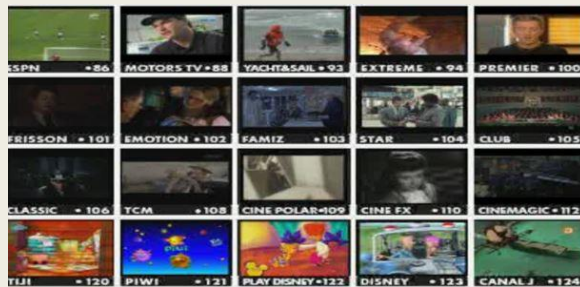 ESPN •86
MOTORS TV •88
YACHT&SAIL •93
EXTREME •94
PREMIER •100
FRISSON •101
EMOTION •102
FAMIZ •103
STAR •104
CLUB •105
CLASSIC •106
TCM •108
CINE POLAR•109
CINE FX •110
CINEMAGIC •112
TIJI •120
PIWI •121
PLAY DISNEY•122
DISNEY •123
CANAL J •124